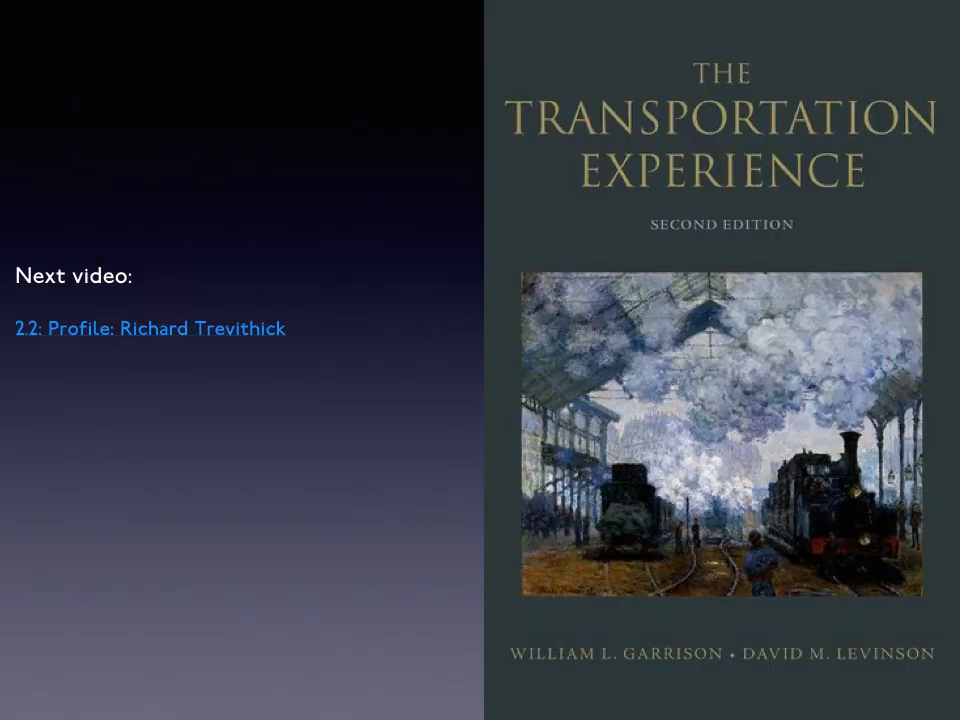 Next video:
2.2: Profile: Richard Trevithick
THE
TRANSPORTATION
EXPERIENCE
SECOND EDITION
WILLIAM L. GARRISON • DAVID M. LEVINSON